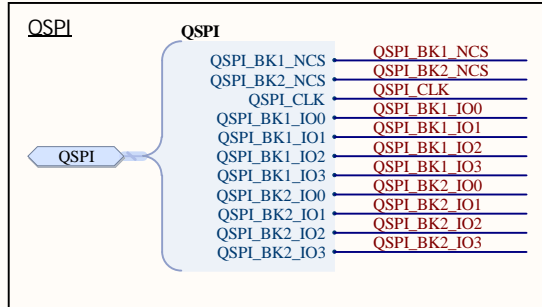 QSPI
QSPI
QSPI_BK1_NCS QSPI_BK1_NCS
QSPI_BK2_NCS QSPI_BK2_NCS
QSPI_CLK QSPI_CLK
QSPI_BK1_IO0 QSPI_BK1_IO0
QSPI_BK1_IO1 QSPI_BK1_IO1
QSPI_BK1_IO2 QSPI_BK1_IO2
QSPI QSPI_BK1_IO3 QSPI_BK1_IO3
QSPI_BK2_IO0 QSPI_BK2_IO0
QSPI_BK2_IO1 QSPI_BK2_IO1
QSPI_BK2_IO2 QSPI_BK2_IO2
QSPI_BK2_IO3 QSPI_BK2_IO3